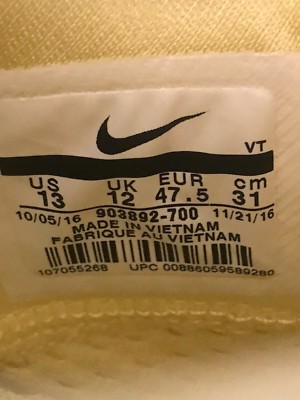 VT
US UK EUR cm
13 12 47.5 31
10/05/16 903892-700 11/21/16
MADE IN VIETNAM
FABRIQUE AU VIETNAM
107055268 UPC 00886059589280